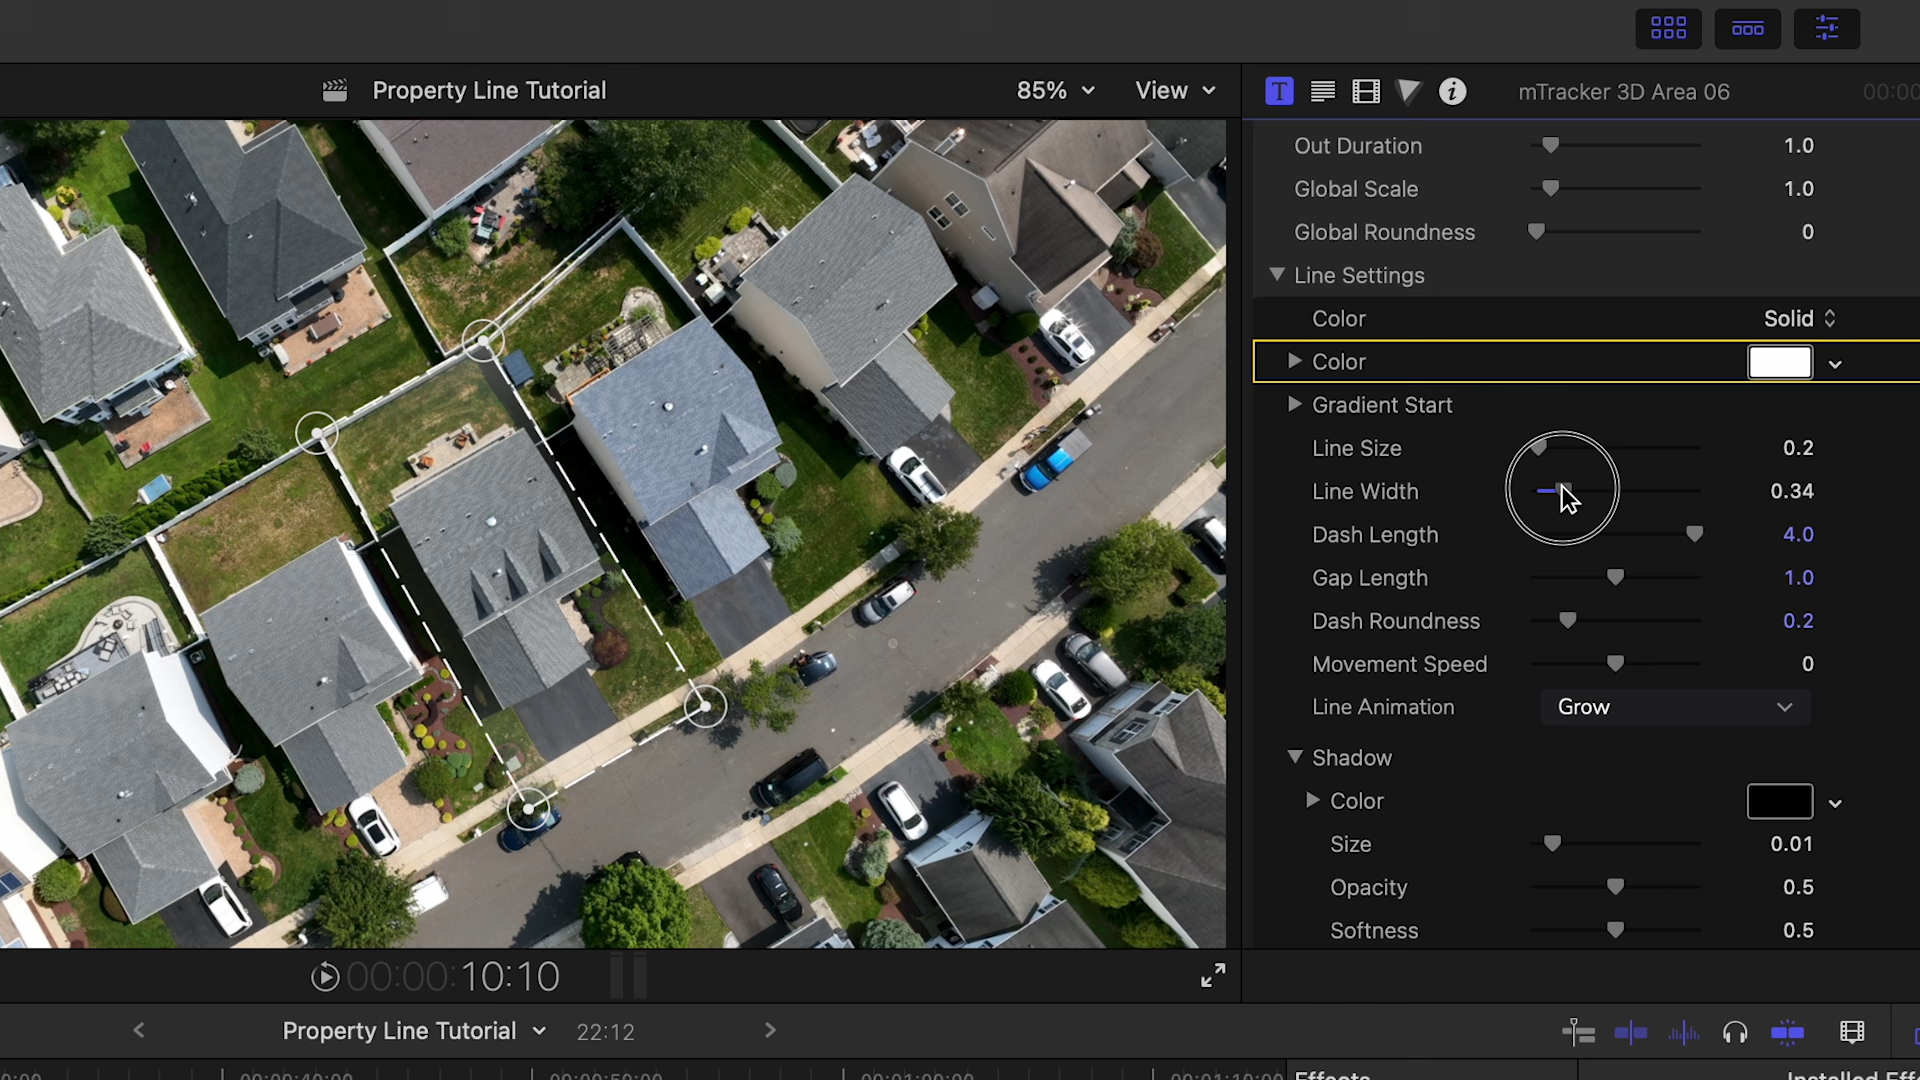 Property Line Tutorial
85%
View
T
i
mTracker 3D Area 06
Out Duration 1.0
Global Scale 1.0
Global Roundness 0
Line Settings
Color Solid
Color
Gradient Start
Line Size 0.2
Line Width 0.34
Dash Length 4.0
Gap Length 1.0
Dash Roundness 0.2
Movement Speed 0
Line Animation Grow
Shadow
Color
Size 0.01
Opacity 0.5
Softness 0.5
00:00:10:10
Property Line Tutorial 22:12